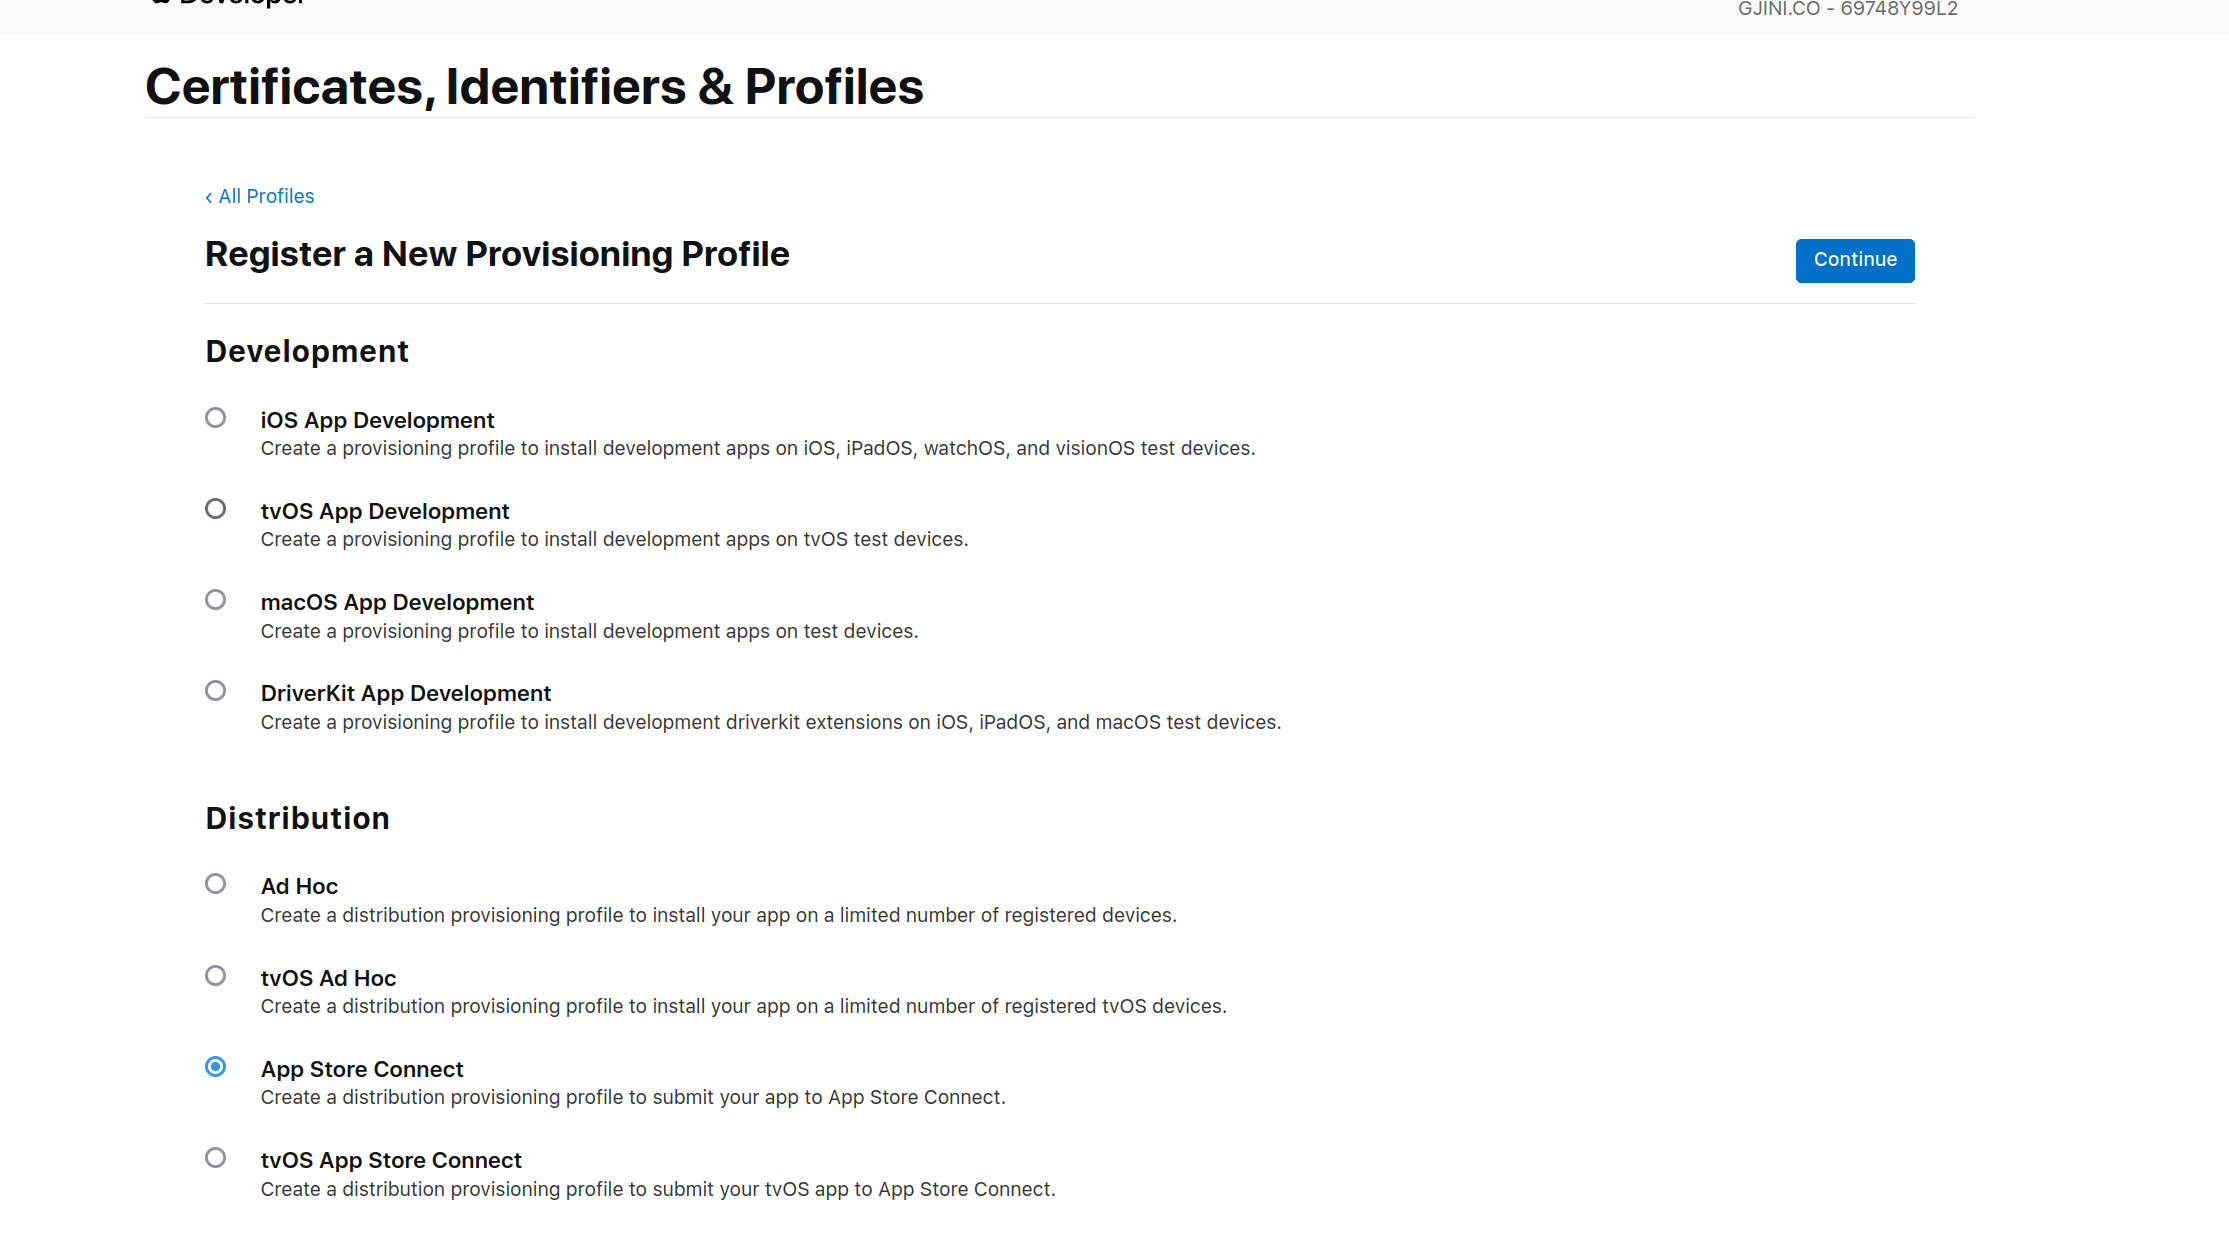 Developer
GJINI.CO - 69748Y99L2
Certificates, Identifiers & Profiles
‹ All Profiles
Register a New Provisioning Profile
Continue
Development
iOS App Development
Create a provisioning profile to install development apps on iOS, iPadOS, watchOS, and visionOS test devices.
tvOS App Development
Create a provisioning profile to install development apps on tvOS test devices.
macOS App Development
Create a provisioning profile to install development apps on test devices.
DriverKit App Development
Create a provisioning profile to install development driverkit extensions on iOS, iPadOS, and macOS test devices.
Distribution
Ad Hoc
Create a distribution provisioning profile to install your app on a limited number of registered devices.
tvOS Ad Hoc
Create a distribution provisioning profile to install your app on a limited number of registered tvOS devices.
App Store Connect
Create a distribution provisioning profile to submit your app to App Store Connect.
tvOS App Store Connect
Create a distribution provisioning profile to submit your tvOS app to App Store Connect.